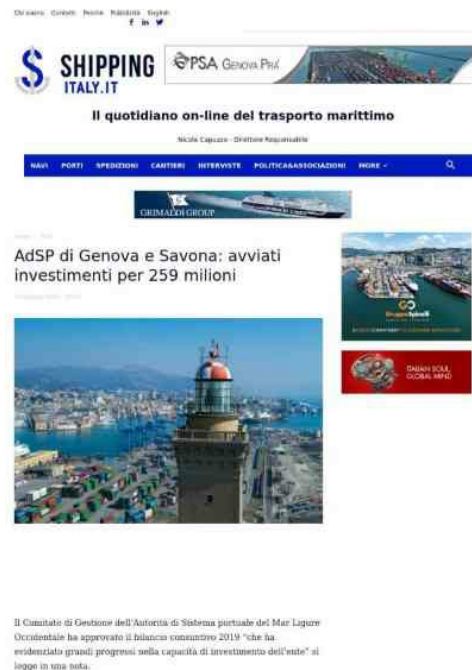 Chi siamo Contatti Perché Pubblicità English
SHIPPING
ITALY.IT
PSA GENOVA PRA'
Il quotidiano on-line del trasporto marittimo
Nicola Capuzzo - Direttore Responsabile
NAVI PORTI SPEDIZIONI CANTIERI INTERVISTE POLITICA&ASSOCIAZIONI MORE
GRIMALDI GROUP
AdSP di Genova e Savona: avviati
investimenti per 259 milioni
GruppoSpinelli
ITALIAN SOUL,
GLOBAL MIND
Il Comitato di Gestione dell'Autorità di Sistema portuale del Mar Ligure
Occidentale ha approvato il bilancio consuntivo 2019 "che ha
evidenziato grandi progressi nella capacità di investimento dell'ente" si
legge in una nota.